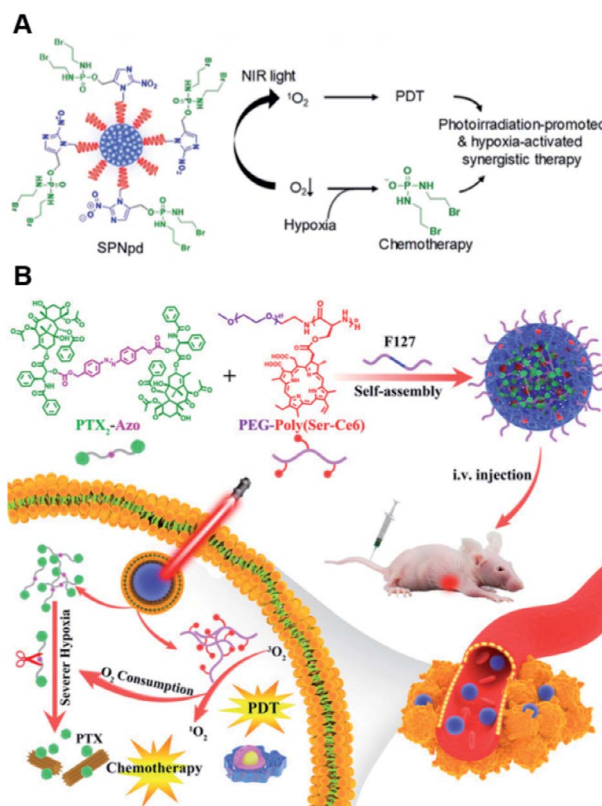 A
SPNpd
NIR light
¹O₂
PDT
O₂↓
Hypoxia
Chemotherapy
Photoirradiation-promoted
& hypoxia-activated
synergistic therapy
B
PTX₂-Azo
+
PEG-Poly(Ser-Ce6)
F127
Self-assembly
i.v. injection
Severer Hypoxia
O₂ Consumption
³O₂
¹O₂
PDT
PTX
Chemotherapy